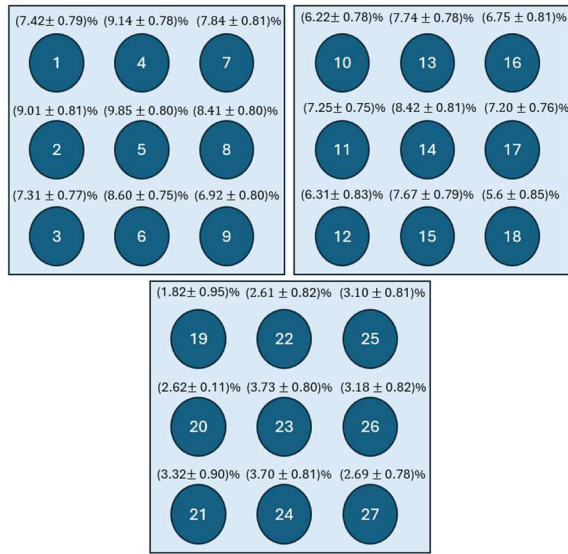 (7.42± 0.79)% (9.14 ± 0.78)% (7.84 ± 0.81)%
1 4 7
(9.01 ± 0.81)% (9.85 ± 0.80)% (8.41 ± 0.80)%
2 5 8
(7.31 ± 0.77)% (8.60 ± 0.75)% (6.92 ± 0.80)%
3 6 9
(6.22± 0.78)% (7.74 ± 0.78)% (6.75 ± 0.81)%
10 13 16
(7.25± 0.75)% (8.42 ± 0.81)% (7.20 ± 0.76)%
11 14 17
(6.31 ± 0.83)% (7.67 ± 0.79)% (5.6 ± 0.85)%
12 15 18
(1.82± 0.95)% (2.61 ± 0.82)% (3.10 ± 0.81)%
19 22 25
(2.62± 0.11)% (3.73 ± 0.80)% (3.18 ± 0.82)%
20 23 26
(3.32± 0.90)% (3.70 ± 0.81)% (2.69 ± 0.78)%
21 24 27